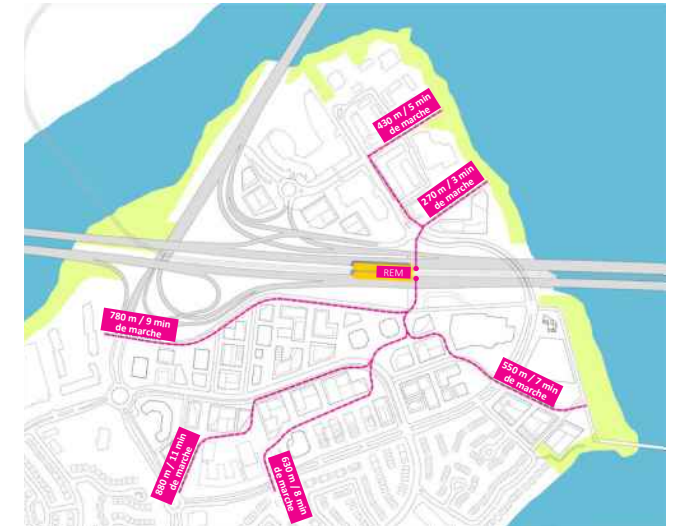 430 m / 5 min
de marche
270 m / 3 min
de marche
REM
780 m / 9 min
de marche
550 m / 7 min
de marche
880 m / 11 min
de marche
630 m / 8 min
de marche